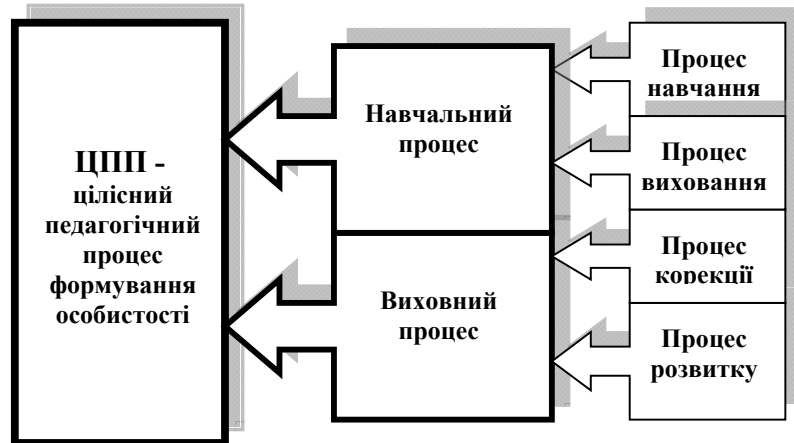 ЦПП -
цілісний
педагогічний
процес
формування
особистості
Навчальний
процес
Виховний
процес
Процес
навчання
Процес
виховання
Процес
корекції
Процес
розвитку